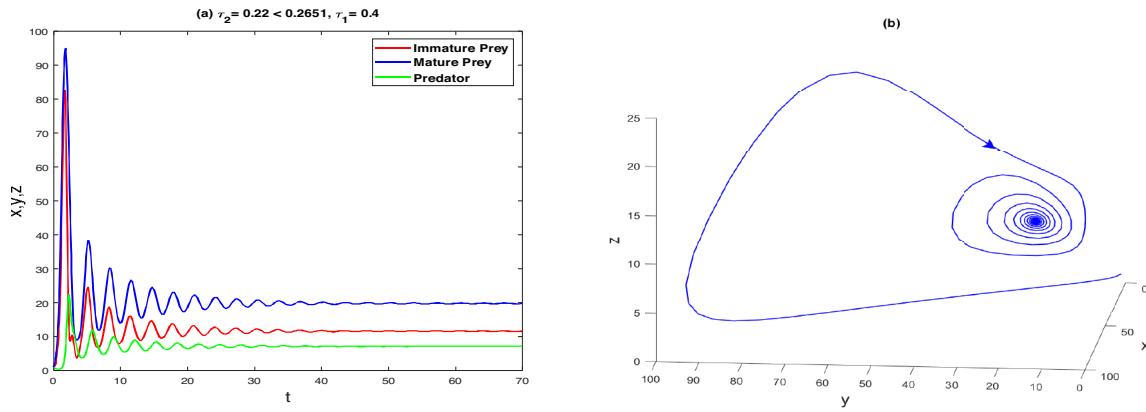 (a) τ2= 0.22 < 0.2651, τ1= 0.4
100
90
80
70
60
50
40
30
20
10
0
x,y,z
Immature Prey
Mature Prey
Predator
0 10 20 30 40 50 60 70
t
(b)
25
20
15
10
5
0
z
100 90 80 70 60 50 40 30 20 10 0
y
0
50
100
x